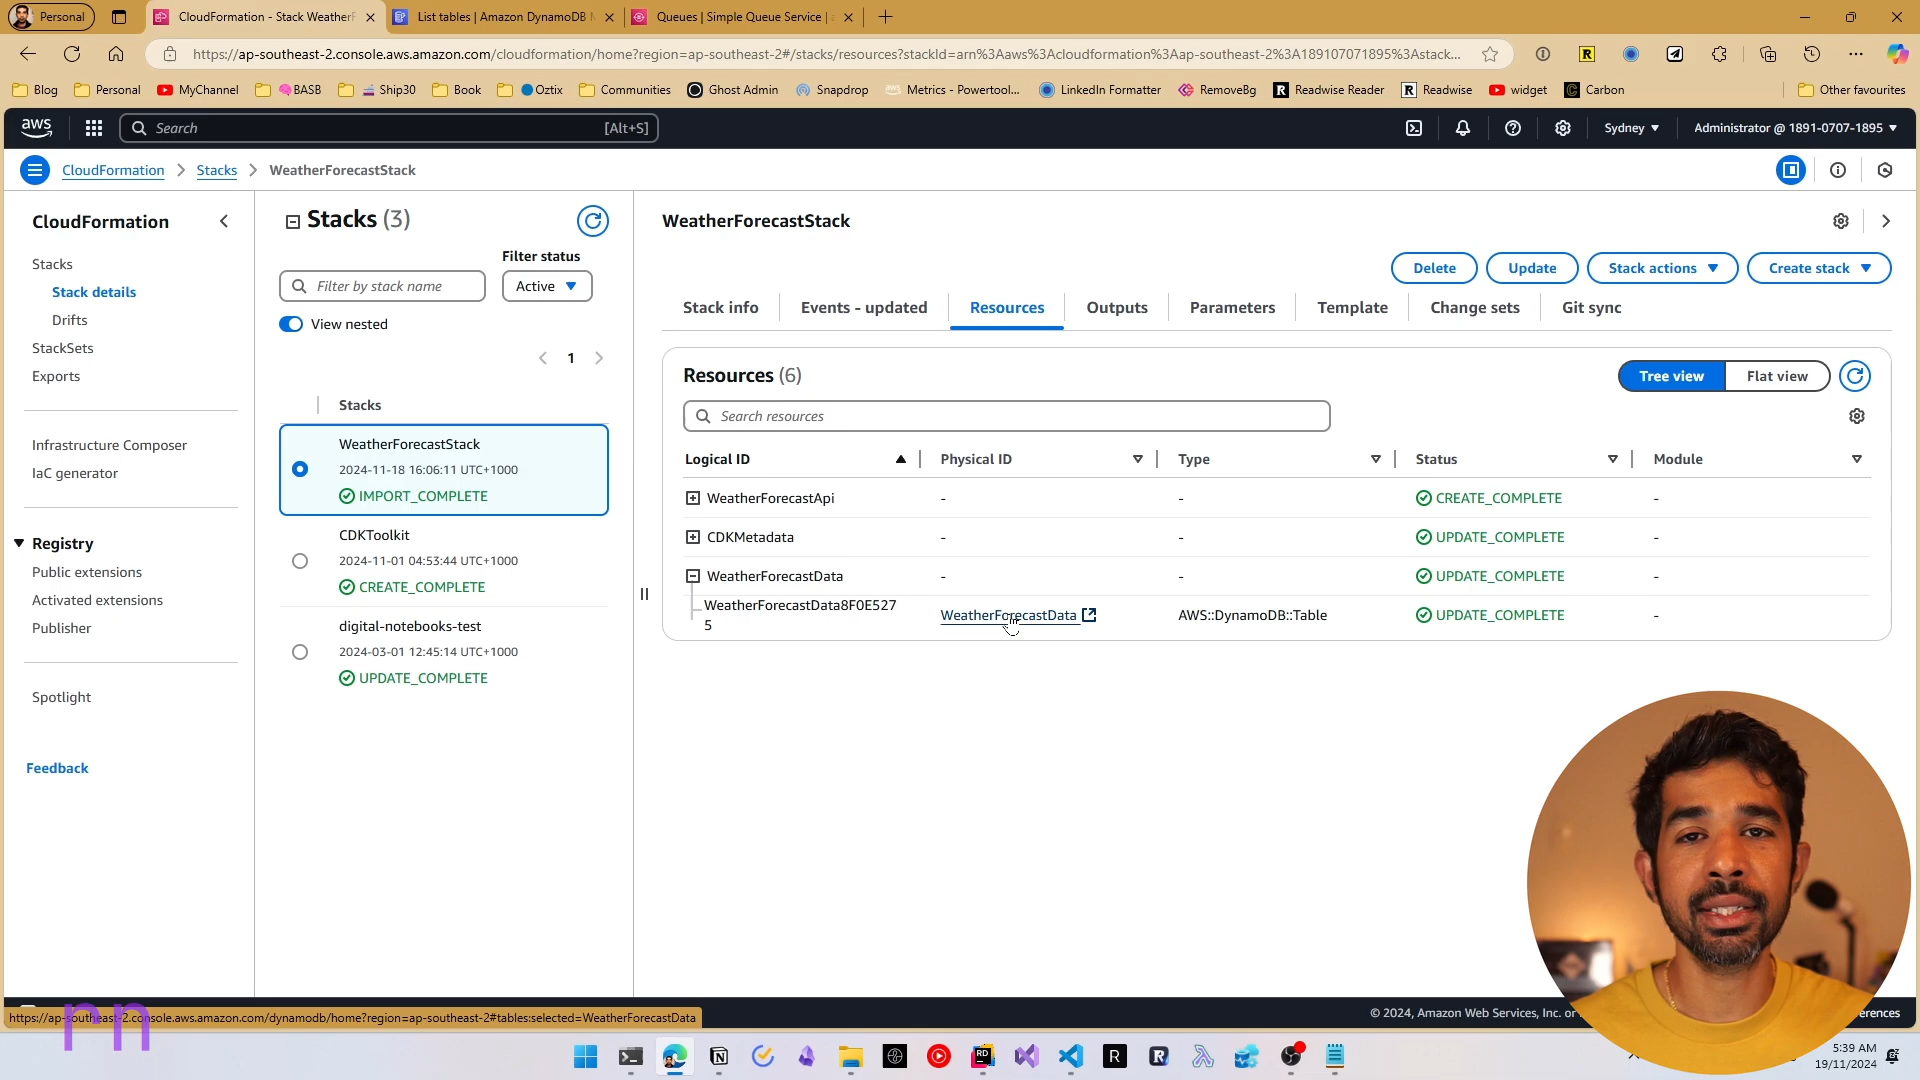 Personal
CloudFormation - Stack WeatherF
List tables | Amazon DynamoDB M
Queues | Simple Queue Service |
https://ap-southeast-2.console.aws.amazon.com/cloudformation/home?region=ap-southeast-2#/stacks/resources?stackId=arn%3Aaws%3Acloudformation%3Aap-southeast-2%3A189107071895%3Astack...
Blog
Personal
MyChannel
BASB
Ship30
Book
Oztix
Communities
Ghost Admin
Snapdrop
Metrics - Powertool...
LinkedIn Formatter
RemoveBg
Readwise Reader
Readwise
widget
Carbon
Other favourites
aws
Search
[Alt+S]
Sydney
Administrator @ 1891-0707-1895
CloudFormation
Stacks
WeatherForecastStack
CloudFormation
Stacks
Stack details
Drifts
StackSets
Exports
Infrastructure Composer
IaC generator
Registry
Public extensions
Activated extensions
Publisher
Spotlight
Feedback
Stacks (3)
Filter status
Filter by stack name
Active
View nested
1
Stacks
WeatherForecastStack
2024-11-18 16:06:11 UTC+1000
IMPORT_COMPLETE
CDKToolkit
2024-11-01 04:53:44 UTC+1000
CREATE_COMPLETE
digital-notebooks-test
2024-03-01 12:45:14 UTC+1000
UPDATE_COMPLETE
WeatherForecastStack
Delete
Update
Stack actions
Create stack
Stack info
Events - updated
Resources
Outputs
Parameters
Template
Change sets
Git sync
Resources (6)
Tree view
Flat view
Search resources
Logical ID
Physical ID
Type
Status
Module
WeatherForecastApi
-
-
CREATE_COMPLETE
-
CDKMetadata
-
-
UPDATE_COMPLETE
-
WeatherForecastData
-
-
UPDATE_COMPLETE
-
WeatherForecastData8F0E527
5
WeatherForecastData
AWS::DynamoDB::Table
UPDATE_COMPLETE
-
https://ap-southeast-2.console.aws.amazon.com/dynamodb/home?region=ap-southeast-2#tables:selected=WeatherForecastData
rn
© 2024, Amazon Web Services, Inc. or
5:39 AM
19/11/2024